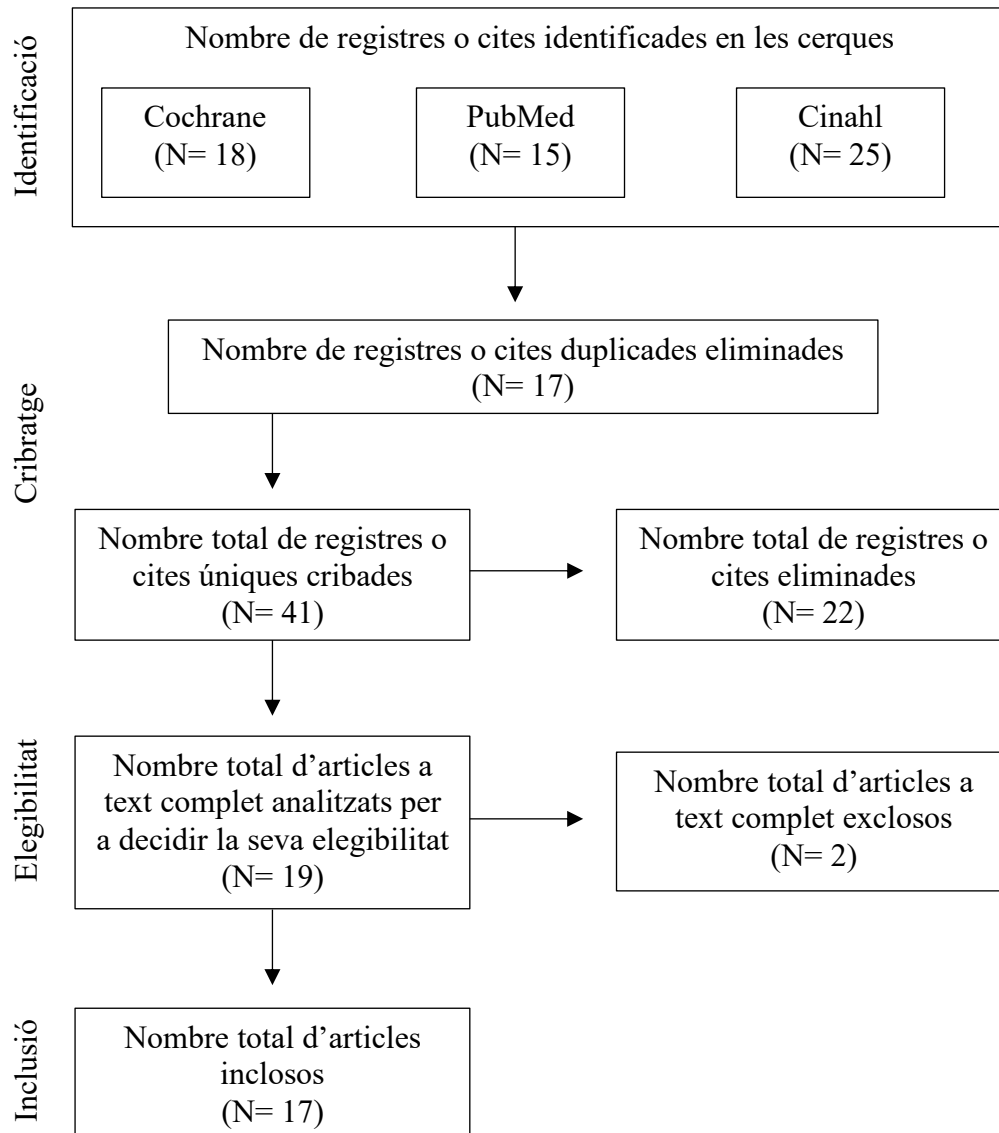 Identificació
Nombre de registres o cites identificades en les cerques
Cochrane
(N= 18)
PubMed
(N= 15)
Cinahl
(N= 25)
Cribratge
Nombre de registres o cites duplicades eliminades
(N= 17)
Nombre total de registres o
cites úniques cribades
(N= 41)
Nombre total de registres o
cites eliminades
(N= 22)
Elegibilitat
Nombre total d’articles a
text complet analitzats per
a decidir la seva elegibilitat
(N= 19)
Nombre total d’articles a
text complet exclosos
(N= 2)
Inclusió
Nombre total d’articles
inclosos
(N= 17)